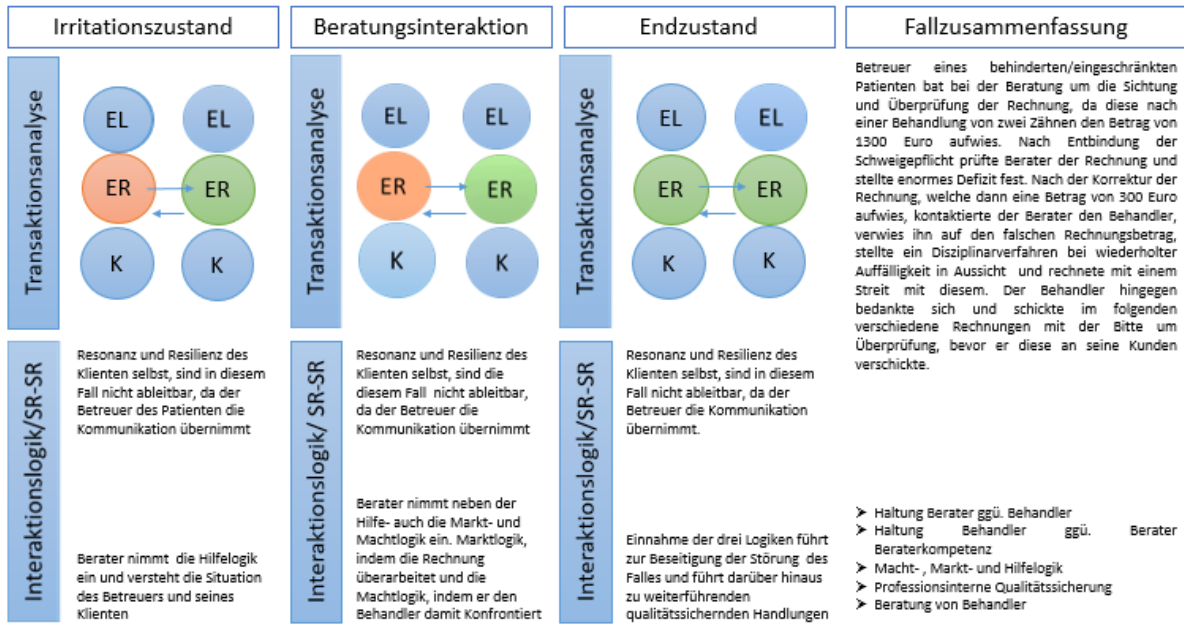 Irritationszustand
Transaktionsanalyse
EL
EL
ER
ER
K
K
Interaktionslogik/SR-SR
Resonanz und Resilienz des
Klienten selbst, sind in diesem
Fall nicht ableitbar, da der
Betreuer des Patienten die
Kommunikation übernimmt
Berater nimmt die Hilfelogik
ein und versteht die Situation
des Betreuers und seines
Klienten
Beratungsinteraktion
Transaktionsanalyse
EL
EL
ER
ER
K
K
Interaktionslogik/ SR-SR
Resonanz und Resilienz des
Klienten selbst, sind die
diesem Fall nicht ableitbar,
da der Betreuer die
Kommunikation übernimmt
Berater nimmt neben der
Hilfe- auch die Markt- und
Machtlogik ein. Marktlogik,
indem die Rechnung
überarbeitet und die
Machtlogik, indem er den
Behandler damit Konfrontiert
Endzustand
Transaktionsanalyse
EL
EL
ER
ER
K
K
Interaktionslogik/SR-SR
Resonanz und Resilienz des
Klienten selbst, sind in diesem
Fall nicht ableitbar, da der
Betreuer die Kommunikation
übernimmt.
Einnahme der drei Logiken führt
zur Beseitigung der Störung des
Falles und führt darüber hinaus
zu weiterführenden
qualitätssichernden Handlungen
Fallzusammenfassung
Betreuer eines behinderten/eingeschränkten
Patienten bat bei der Beratung um die Sichtung
und Überprüfung der Rechnung, da diese nach
einer Behandlung von zwei Zähnen den Betrag von
1300 Euro aufwies. Nach Entbindung der
Schweigepflicht prüfte Berater der Rechnung und
stellte enormes Defizit fest. Nach der Korrektur der
Rechnung, welche dann eine Betrag von 300 Euro
aufwies, kontaktierte der Berater den Behandler,
verwies ihn auf den falschen Rechnungsbetrag,
stellte ein Disziplinarverfahren bei wiederholter
Auffälligkeit in Aussicht und rechnete mit einem
Streit mit diesem. Der Behandler hingegen
bedankte sich und schickte im folgenden
verschiedene Rechnungen mit der Bitte um
Überprüfung, bevor er diese an seine Kunden
verschickte.
➤ Haltung Berater ggü. Behandler
➤ Haltung Behandler ggü. Berater
Beraterkompetenz
➤ Macht- , Markt- und Hilfelogik
➤ Professionsinterne Qualitätssicherung
➤ Beratung von Behandler